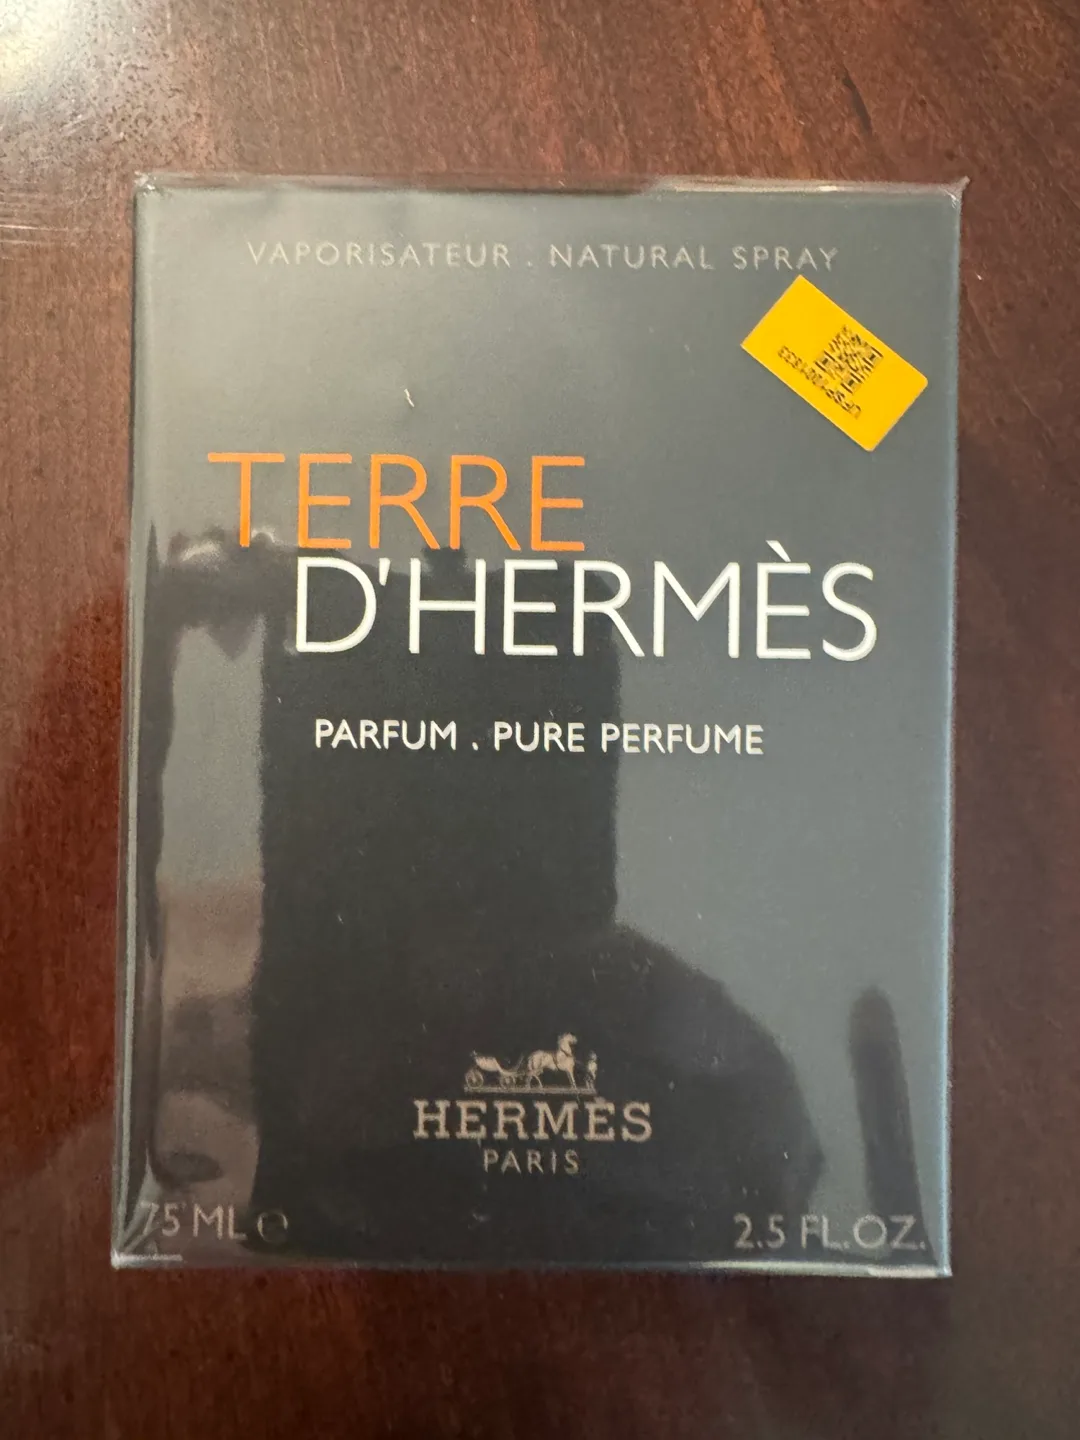 VAPORISATEUR . NATURAL SPRAY
TERRE
D'HERMÈS
PARFUM . PURE PERFUME
HERMÈS
PARIS
75 ML ℮
2.5 FL.OZ.